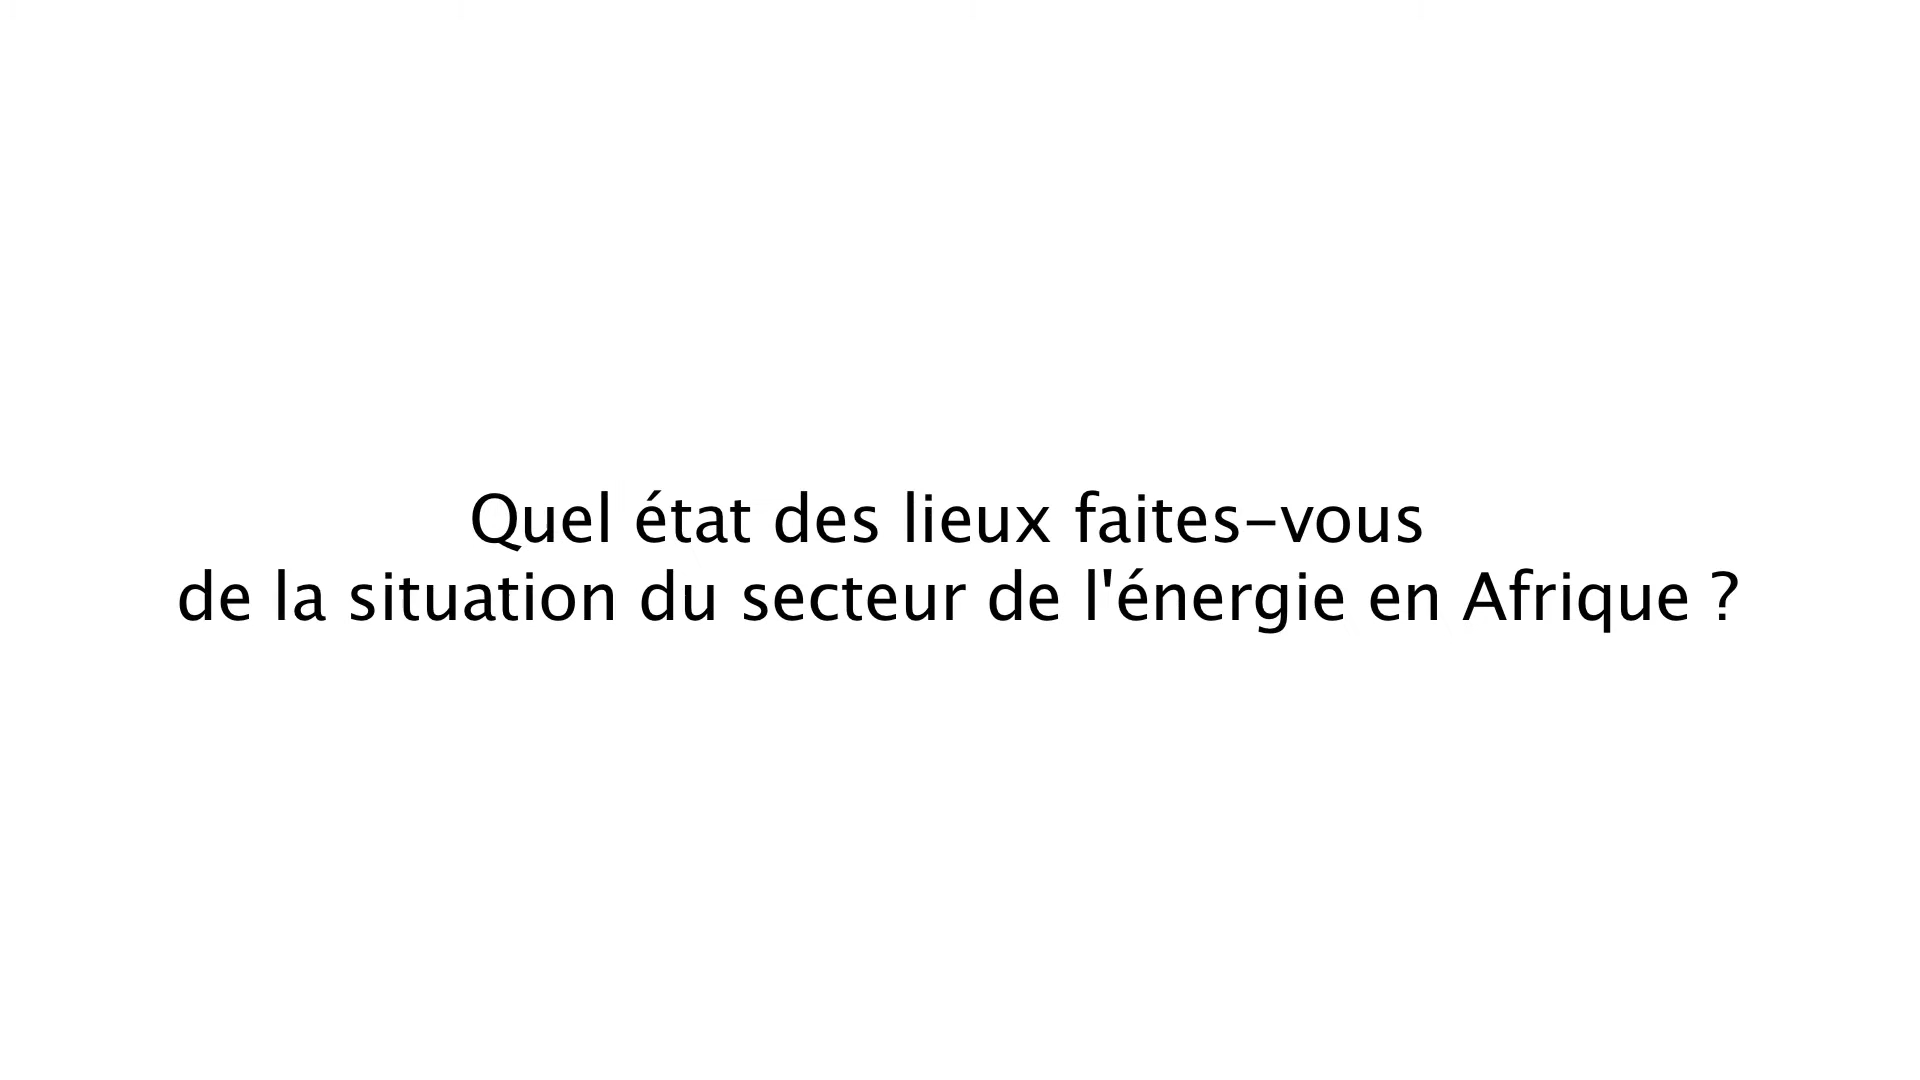 Quel état des lieux faites-vous
de la situation du secteur de l'énergie en Afrique ?